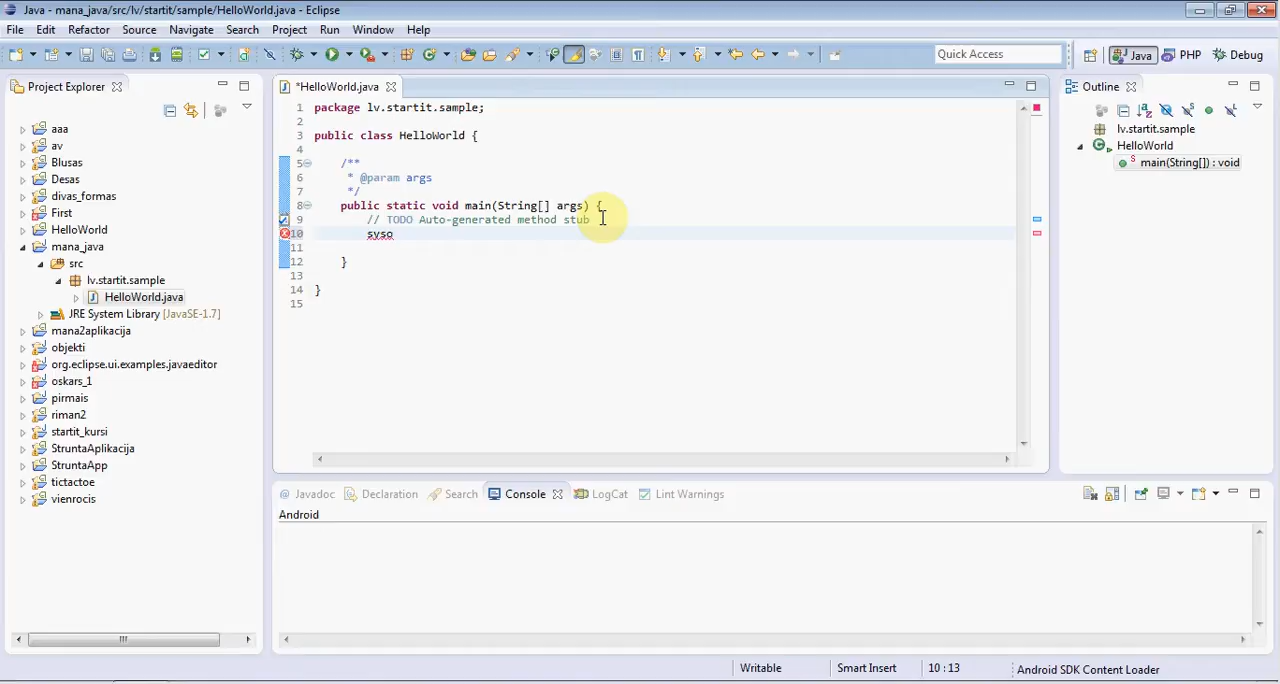 Java - mana_java/src/lv/startit/sample/HelloWorld.java - Eclipse
File Edit Refactor Source Navigate Search Project Run Window Help
Quick Access
Java PHP Debug
Project Explorer
aaa
av
Blusas
Desas
divas_formas
First
HelloWorld
mana_java
src
lv.startit.sample
HelloWorld.java
JRE System Library [JavaSE-1.7]
mana2aplikacija
objekti
org.eclipse.ui.examples.javaeditor
oskars_1
pirmais
riman2
startit_kursi
StruntaAplikacija
StruntaApp
tictactoe
vienrocis
*HelloWorld.java
1 package lv.startit.sample;
2
3 public class HelloWorld {
4
5 /**
6 * @param args
7 */
8 public static void main(String[] args) {
9 // TODO Auto-generated method stub
10 syso
11
12 }
13
14 }
15
Outline
lv.startit.sample
HelloWorld
main(String[]) : void
@ Javadoc Declaration Search Console LogCat Lint Warnings
Android
Writable Smart Insert 10 : 13 Android SDK Content Loader